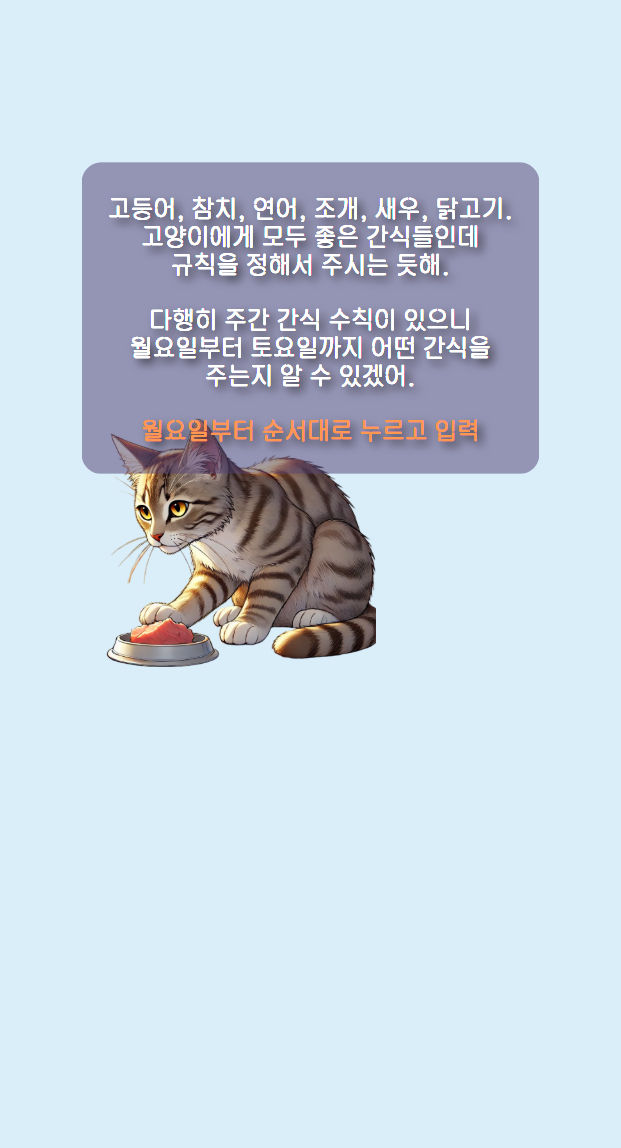 고등어, 참치, 연어, 조개, 새우, 닭고기.
고양이에게 모두 좋은 간식들인데
규칙을 정해서 주시는 듯해.
다행히 주간 간식 수칙이 있으니
월요일부터 토요일까지 어떤 간식을
주는지 알 수 있겠어.
월요일부터 순서대로 누르고 입력